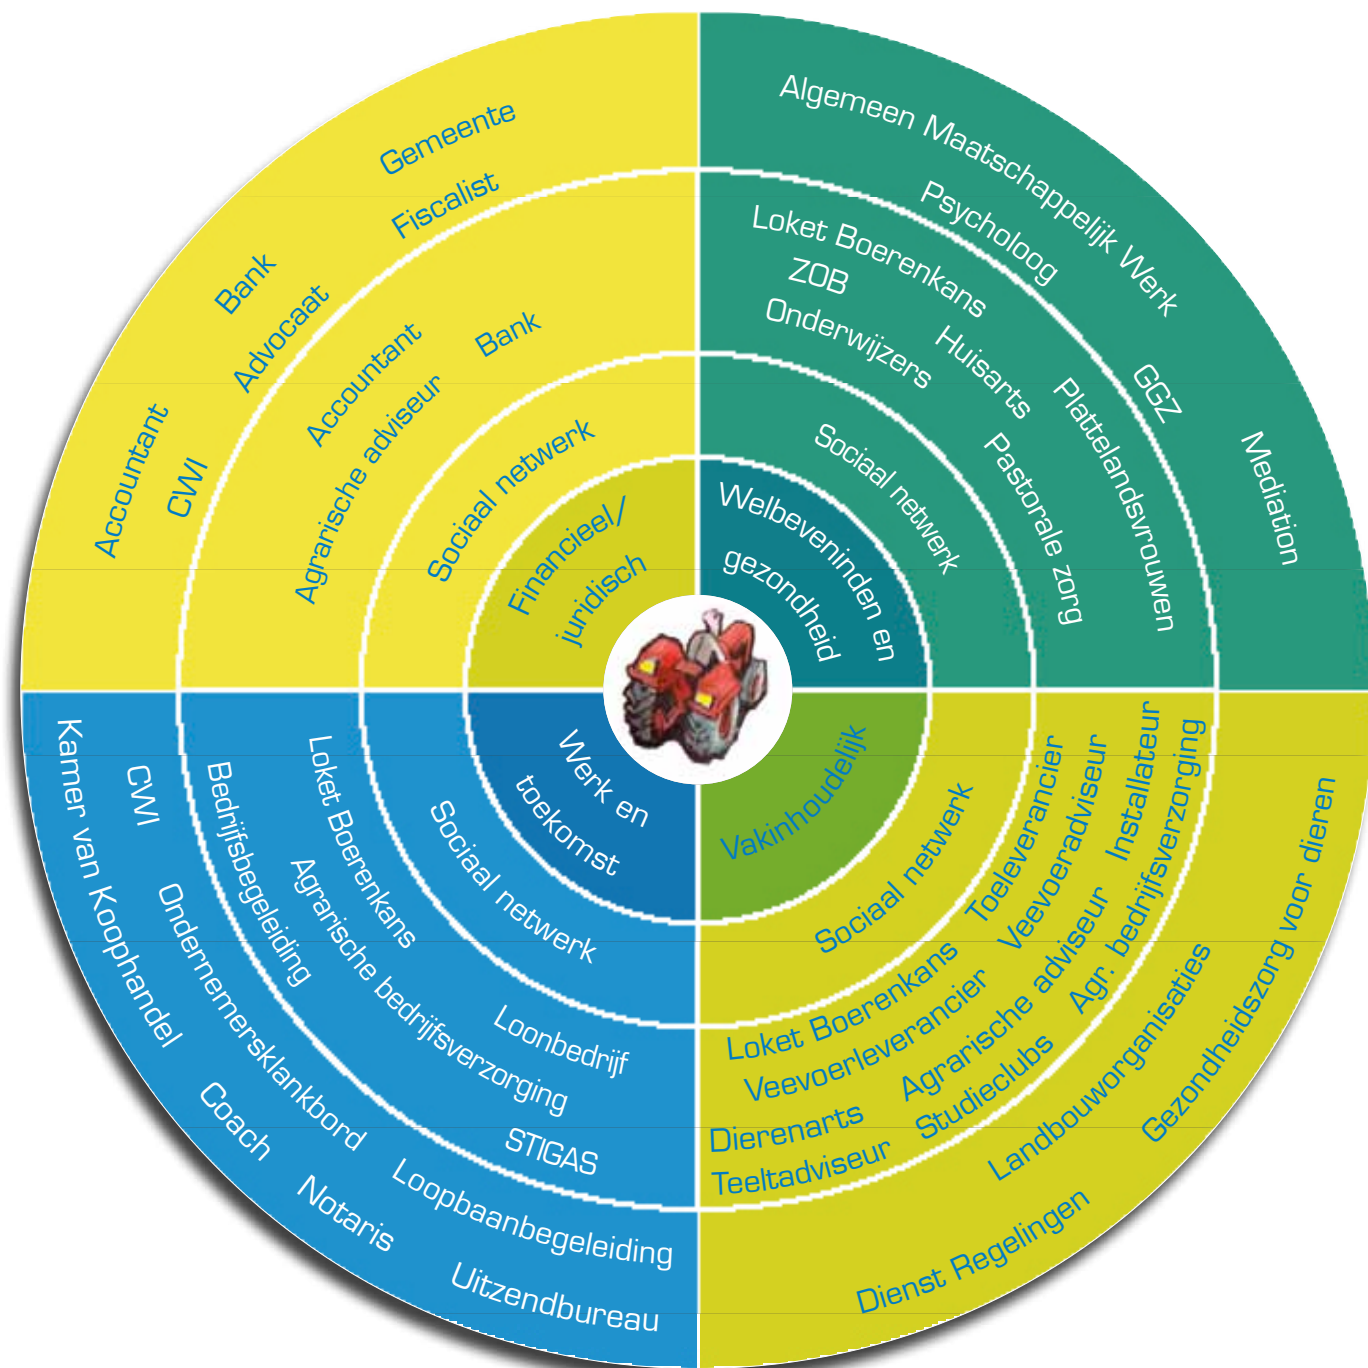 Gemeente
Fiscalist
Bank
Advocaat
Accountant
CWI
Accountant
Bank
Agrarische adviseur
Sociaal netwerk
Financieel/
juridisch
Algemeen Maatschappelijk Werk
Psycholoog
GGZ
Mediation
Loket Boerenkans
ZOB
Onderwijzers
Huisarts
Plattelandsvrouwen
Pastorale zorg
Sociaal netwerk
Welbeveninden en
gezondheid
Werk en
toekomst
Sociaal netwerk
Loket Boerenkans
Loonbedrijf
Agrarische bedrijfsverzorging
Bedrijfsbegeleiding
STIGAS
CWI
Ondernemersklankbord
Loopbaanbegeleiding
Kamer van Koophandel
Coach
Notaris
Uitzendbureau
Vakinhoudelijk
Sociaal netwerk
Toeleverancier
Loket Boerenkans
Veevoeradviseur
Veevoerleverancier
Installateur
Agrarische adviseur
Dierenarts
Agr. bedrijfsverzorging
Studieclubs
Teeltadviseur
Landbouworganisaties
Gezondheidszorg voor dieren
Dienst Regelingen